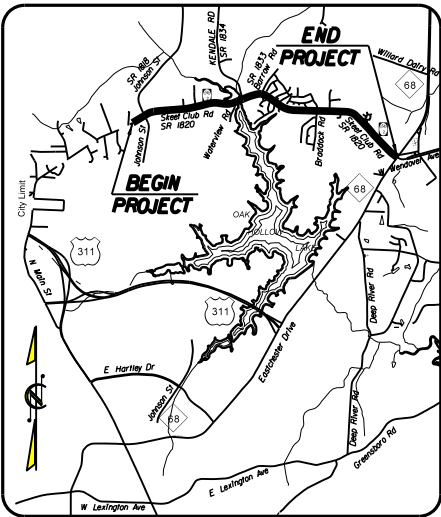 KENDALE RD
SR 1834
END
PROJECT
SR 1818
Johnson St
SR 1833
Barrow Rd
Willard Dairy Rd
68
Skeet Club Rd
SR 1820
Waterview Rd
Johnson St
Braddock Rd
Skeet Club Rd
SR 1820
W Wendover Ave
BEGIN
PROJECT
68
City Limit
OAK
HOLLOW
LAKE
311
N Main St
311
Deep River Rd
Eastchester Drive
E Hartley Dr
Johnson St
68
Deep River Rd
Greensboro Rd
E Lexington Ave
W Lexington Ave